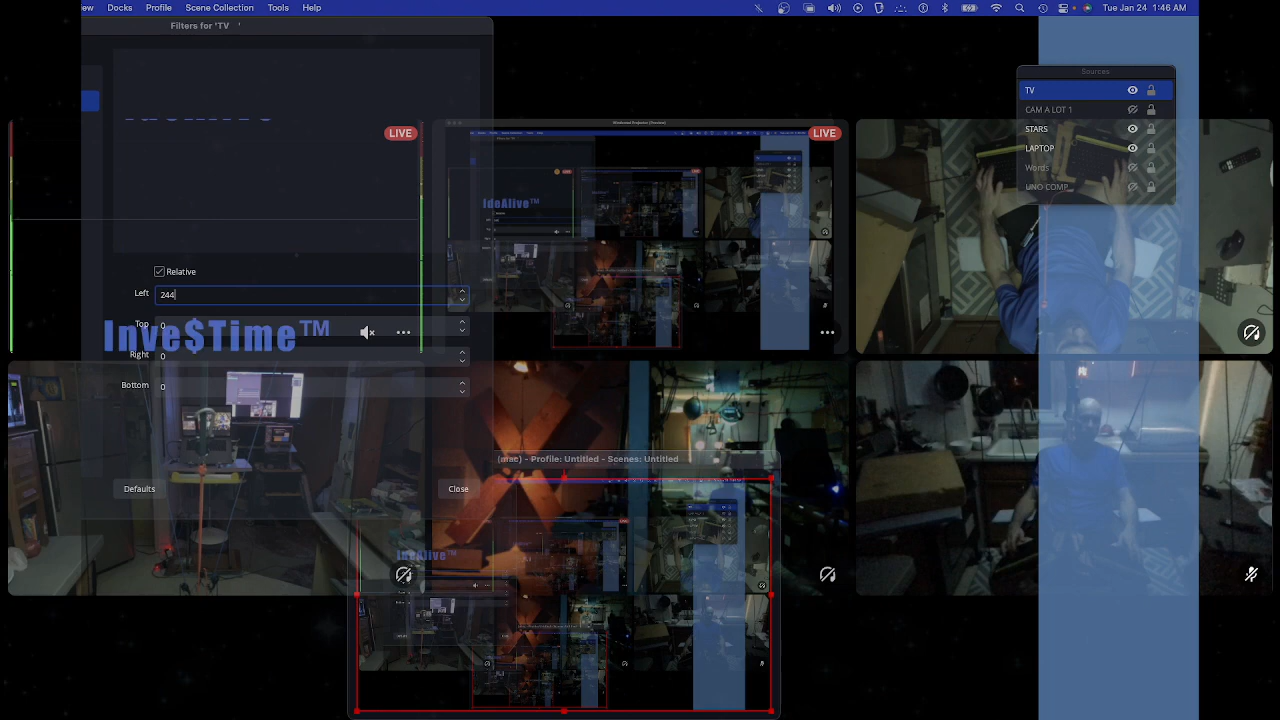 ew Docks Profile Scene Collection Tools Help Tue Jan 24 1:46 AM
Filters for 'TV '
Sources
TV
CAM A LOT 1
STARS
LAPTOP
Words
UNO COMP
LIVE
LIVE
IdeAlive™
Relative
Left 244
Top 0
Inve$Time™
Right 0
Bottom 0
(mac) - Profile: Untitled - Scenes: Untitled
Defaults
Close
IdeAlive™